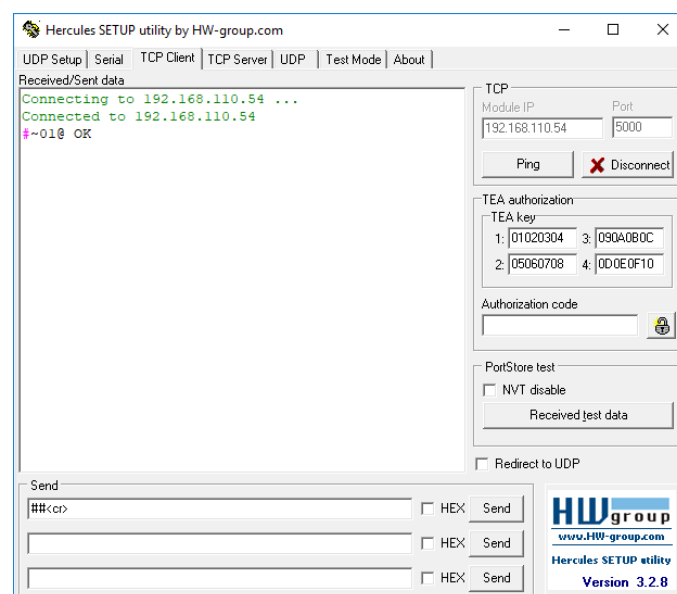 Hercules SETUP utility by HW-group.com
UDP Setup Serial TCP Client TCP Server UDP Test Mode About
Received/Sent data
Connecting to 192.168.110.54 ...
Connected to 192.168.110.54
#~01@ OK
TCP
Module IP Port
192.168.110.54 5000
Ping Disconnect
TEA authorization
TEA key
1: 01020304 3: 090A0B0C
2: 05060708 4: 0D0E0F10
Authorization code
PortStore test
NVT disable
Received test data
Redirect to UDP
Send
##<cr> HEX Send
HEX Send
HEX Send
HW group
www.HW-group.com
Hercules SETUP utility
Version 3.2.8